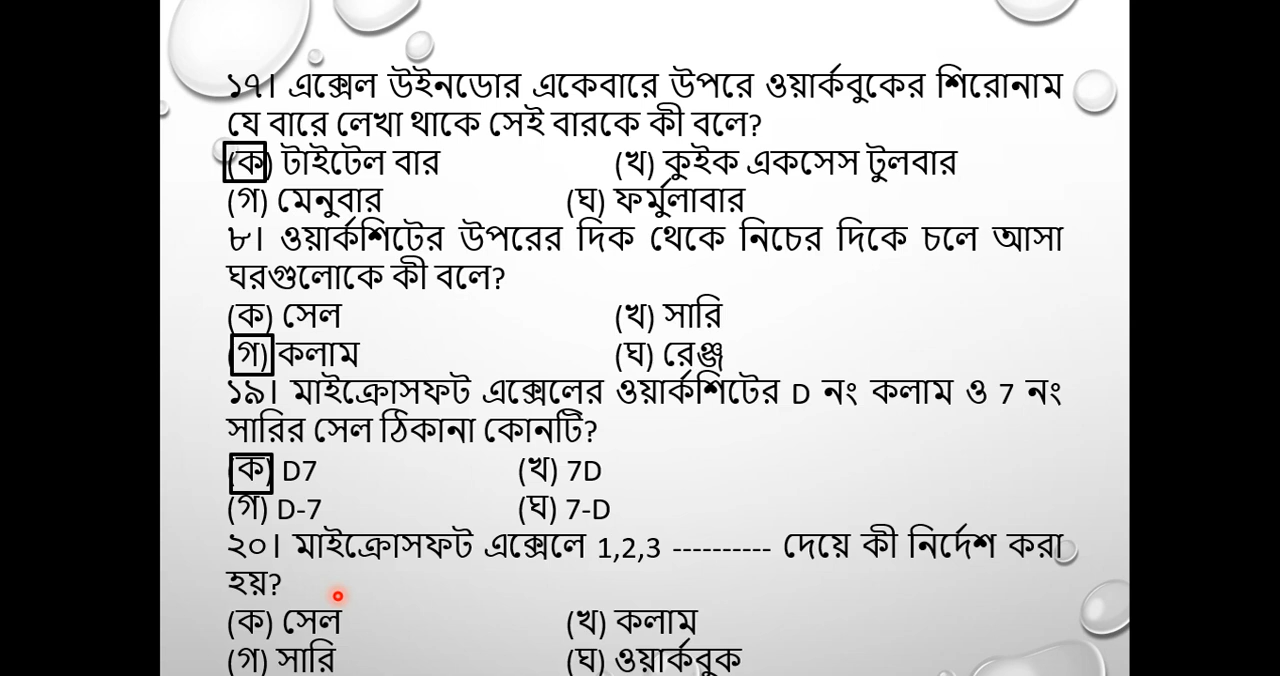 ১৭। এক্সেল উইনডোর একেবারে উপরে ওয়ার্কবুকের শিরোনাম
যে বারে লেখা থাকে সেই বারকে কী বলে?
(ক) টাইটেল বার (খ) কুইক একসেস টুলবার
(গ) মেনুবার (ঘ) ফর্মুলাবার
৮। ওয়ার্কশিটের উপরের দিক থেকে নিচের দিকে চলে আসা
ঘরগুলোকে কী বলে?
(ক) সেল (খ) সারি
(গ) কলাম (ঘ) রেঞ্জ
১৯। মাইক্রোসফট এক্সেলের ওয়ার্কশিটের D নং কলাম ও 7 নং
সারির সেল ঠিকানা কোনটি?
(ক) D7 (খ) 7D
(গ) D-7 (ঘ) 7-D
২০। মাইক্রোসফট এক্সেলে 1,2,3 ---------- দেয়ে কী নির্দেশ করা
হয়?
(ক) সেল (খ) কলাম
(গ) সারি (ঘ) ওয়ার্কবুক